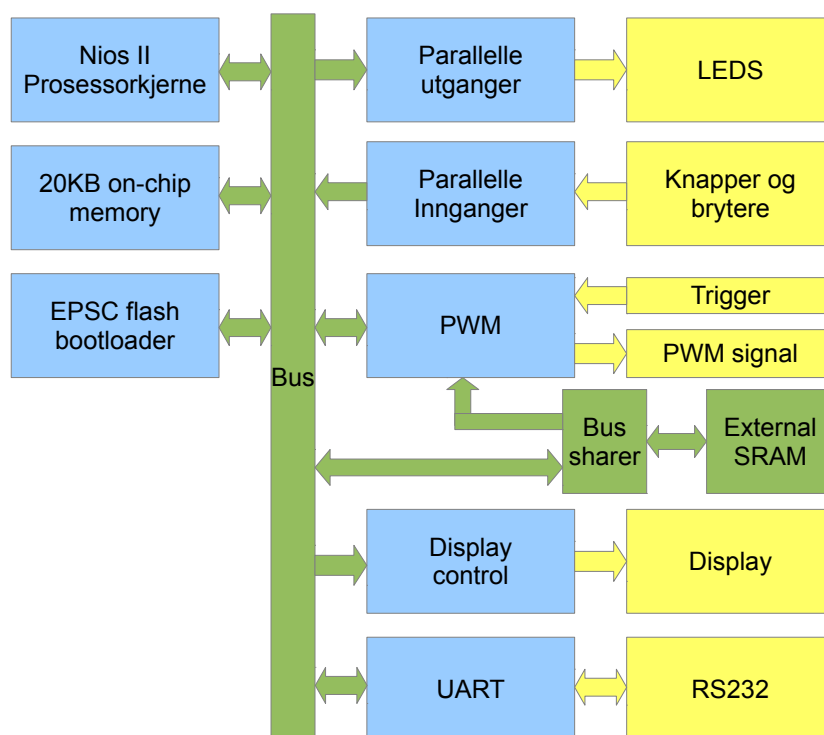 Nios II
Prosessorkjerne
Parallelle
utganger
LEDS
20KB on-chip
memory
Parallelle
Innganger
Knapper og
brytere
EPSC flash
bootloader
PWM
Trigger
PWM signal
Bus
Bus
sharer
External
SRAM
Display
control
Display
UART
RS232